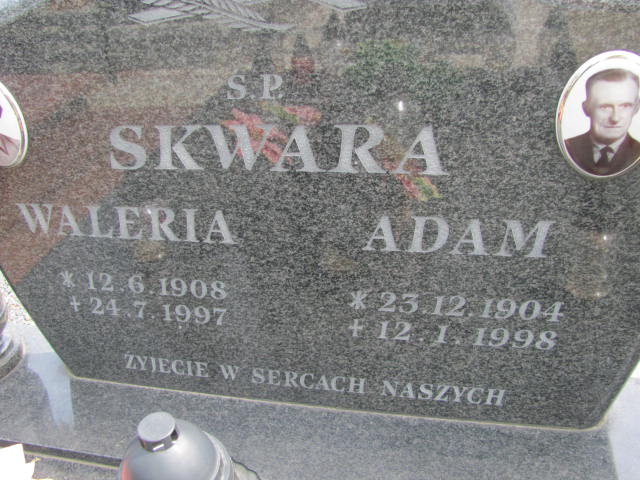 Ś.P.
SKWARA
WALERIA ADAM
* 12.6.1908 * 23.12.1904
+ 24.7.1997 + 12.1.1998
ŻYJECIE W SERCACH NASZYCH